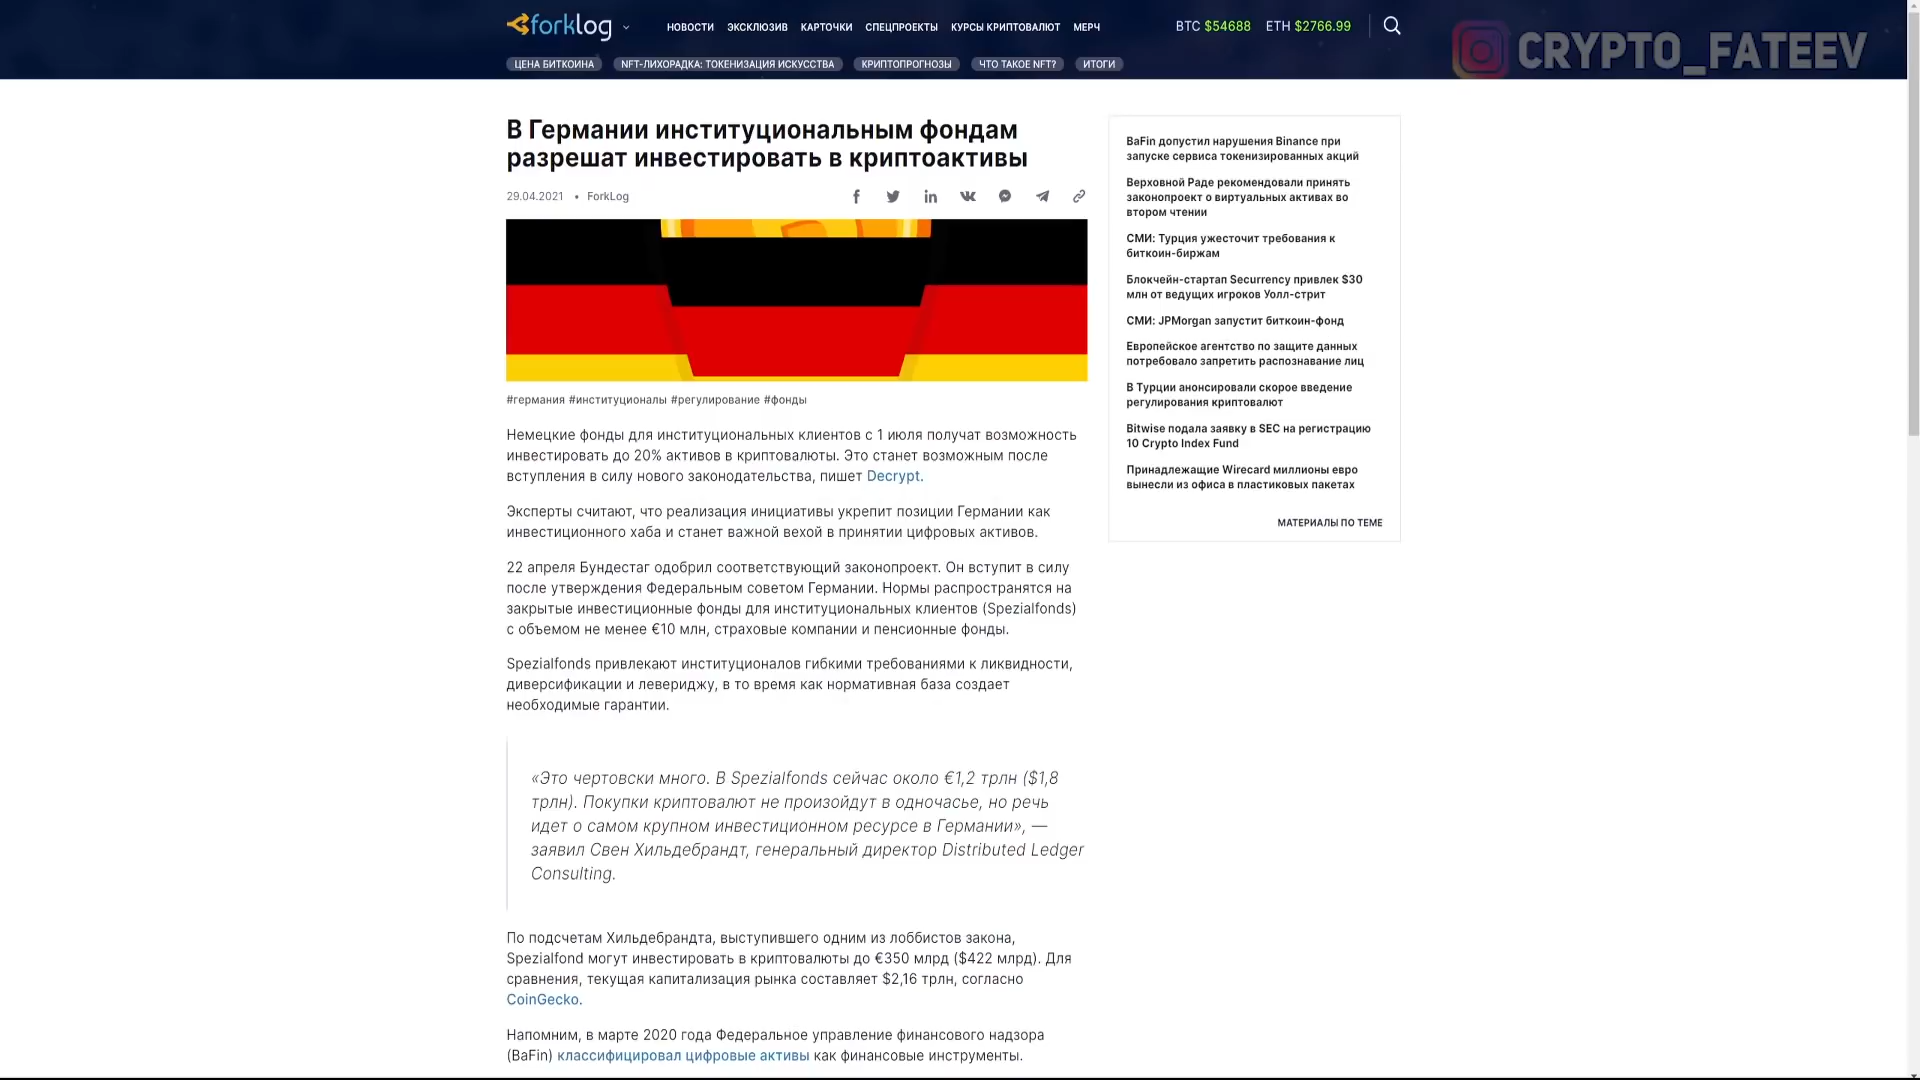 forklog
НОВОСТИ ЭКСКЛЮЗИВ КАРТОЧКИ СПЕЦПРОЕКТЫ КУРСЫ КРИПТОВАЛЮТ МЕРЧ
BTC $54688 ETH $2766.99
CRYPTO_FATEEV
ЦЕНА БИТКОИНА NFT-ЛИХОРАДКА: ТОКЕНИЗАЦИЯ ИСКУССТВА КРИПТОПРОГНОЗЫ ЧТО ТАКОЕ NFT? ИТОГИ
В Германии институциональным фондам
разрешат инвестировать в криптоактивы
29.04.2021 • ForkLog
#германия #институционалы #регулирование #фонды
Немецкие фонды для институциональных клиентов с 1 июля получат возможность
инвестировать до 20% активов в криптовалюты. Это станет возможным после
вступления в силу нового законодательства, пишет Decrypt.
Эксперты считают, что реализация инициативы укрепит позиции Германии как
инвестиционного хаба и станет важной вехой в принятии цифровых активов.
22 апреля Бундестаг одобрил соответствующий законопроект. Он вступит в силу
после утверждения Федеральным советом Германии. Нормы распространятся на
закрытые инвестиционные фонды для институциональных клиентов (Spezialfonds)
с объемом не менее €10 млн, страховые компании и пенсионные фонды.
Spezialfonds привлекают институционалов гибкими требованиями к ликвидности,
диверсификации и левериджу, в то время как нормативная база создает
необходимые гарантии.
«Это чертовски много. В Spezialfonds сейчас около €1,2 трлн ($1,8
трлн). Покупки криптовалют не произойдут в одночасье, но речь
идет о самом крупном инвестиционном ресурсе в Германии», —
заявил Свен Хильдебрандт, генеральный директор Distributed Ledger
Consulting.
По подсчетам Хильдебрандта, выступившего одним из лоббистов закона,
Spezialfond могут инвестировать в криптовалюты до €350 млрд ($422 млрд). Для
сравнения, текущая капитализация рынка составляет $2,16 трлн, согласно
CoinGecko.
Напомним, в марте 2020 года Федеральное управление финансового надзора
(BaFin) классифицировал цифровые активы как финансовые инструменты.
BaFin допустил нарушения Binance при
запуске сервиса токенизированных акций
Верховной Раде рекомендовали принять
законопроект о виртуальных активах во
втором чтении
СМИ: Турция ужесточит требования к
биткоин-биржам
Блокчейн-стартап Securrency привлек $30
млн от ведущих игроков Уолл-стрит
СМИ: JPMorgan запустит биткоин-фонд
Европейское агентство по защите данных
потребовало запретить распознавание лиц
В Турции анонсировали скорое введение
регулирования криптовалют
Bitwise подала заявку в SEC на регистрацию
10 Crypto Index Fund
Принадлежащие Wirecard миллионы евро
вынесли из офиса в пластиковых пакетах
МАТЕРИАЛЫ ПО ТЕМЕ